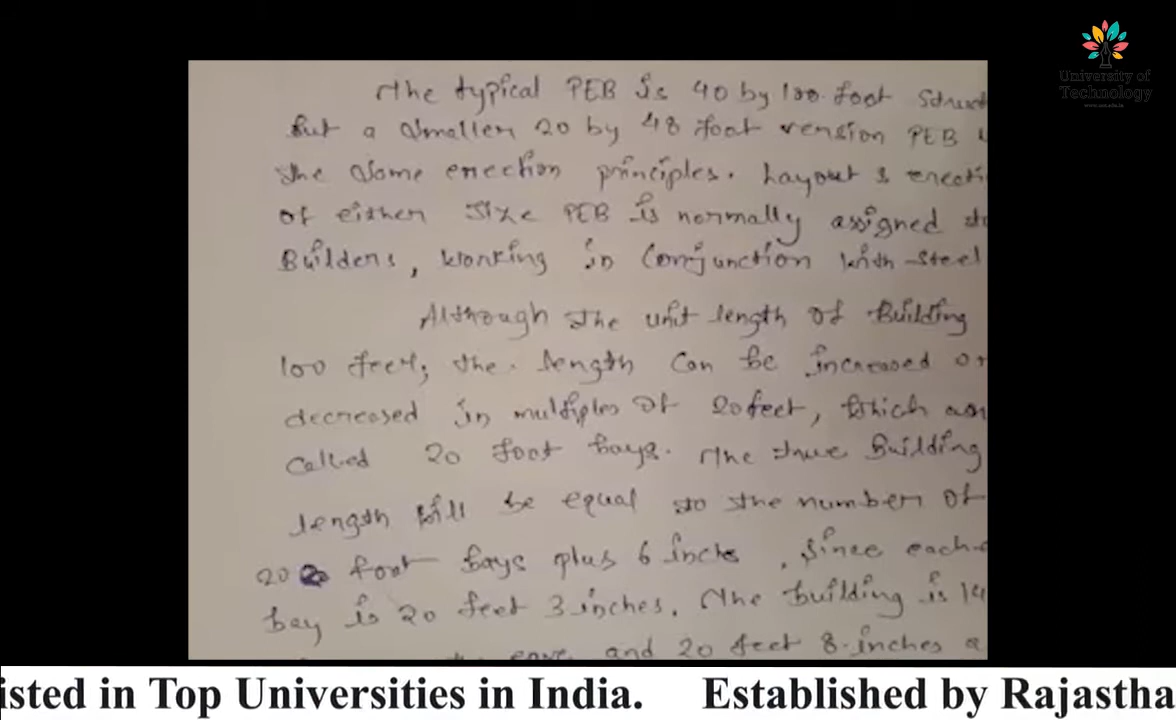 University of
Technology
The typical PEB is 40 by 100 foot struct
But a smaller 20 by 48 foot version PEB
the same erection principles. Layout & erecti
of either size PEB is normally assigned to
Builders, working in Conjunction with steel
Although the unit length of Building
100 feet, the length can be increased or
decreased in multiples of 20 feet, which are
Called 20 foot bays. The true Building
length will be equal to the number of
20 foot bays plus 6 inches, since each
bay is 20 feet 3 inches. The building is 14
eave and 20 feet 8-inches a
isted in Top Universities in India. Established by Rajastha